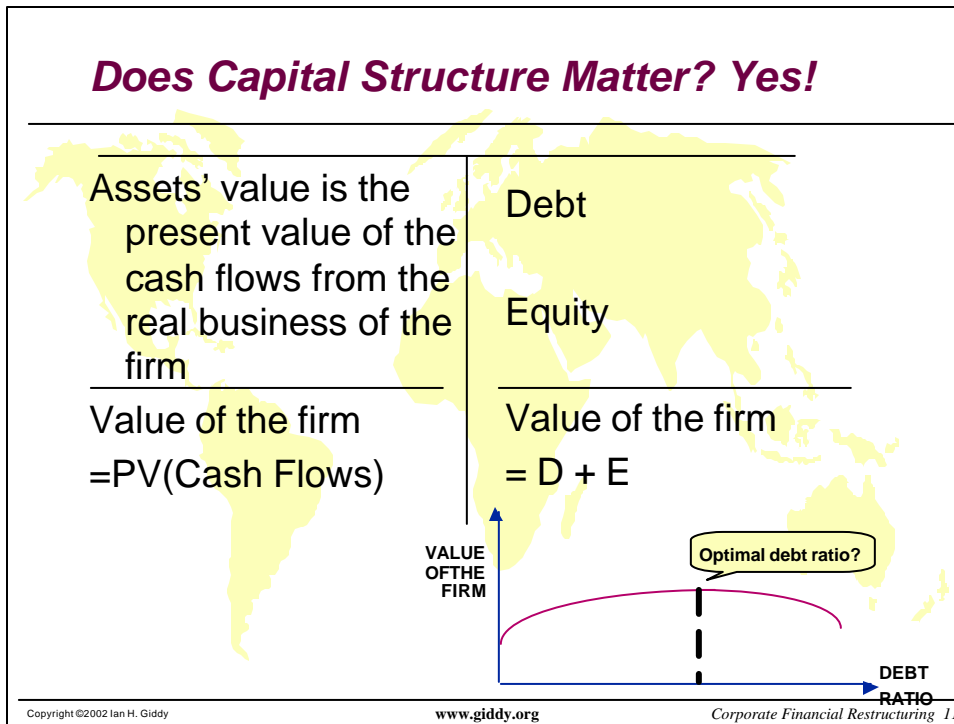 Does Capital Structure Matter? Yes!
Assets’ value is the
present value of the
cash flows from the
real business of the
firm
Debt
Equity
Value of the firm
=PV(Cash Flows)
Value of the firm
= D + E
VALUE
OFTHE
FIRM
Optimal debt ratio?
DEBT
RATIO
Copyright ©2002 Ian H. Giddy
www.giddy.org
Corporate Financial Restructuring